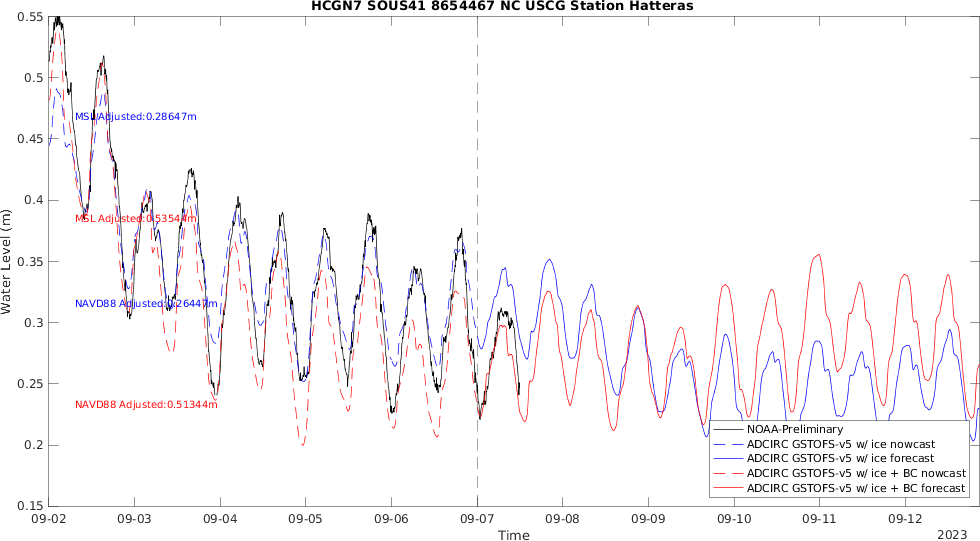 HCGN7 SOUS41 8654467 NC USCG Station Hatteras
0.55
0.5
0.45
0.4
0.35
0.3
0.25
0.2
0.15
Water Level (m)
MSL Adjusted:0.28647m
MSL Adjusted:0.53544m
NAVD88 Adjusted:0.26447m
NAVD88 Adjusted:0.51344m
NOAA-Preliminary
ADCIRC GSTOFS-v5 w/ ice nowcast
ADCIRC GSTOFS-v5 w/ ice forecast
ADCIRC GSTOFS-v5 w/ ice + BC nowcast
ADCIRC GSTOFS-v5 w/ ice + BC forecast
09-02 09-03 09-04 09-05 09-06 09-07 09-08 09-09 09-10 09-11 09-12
Time
2023